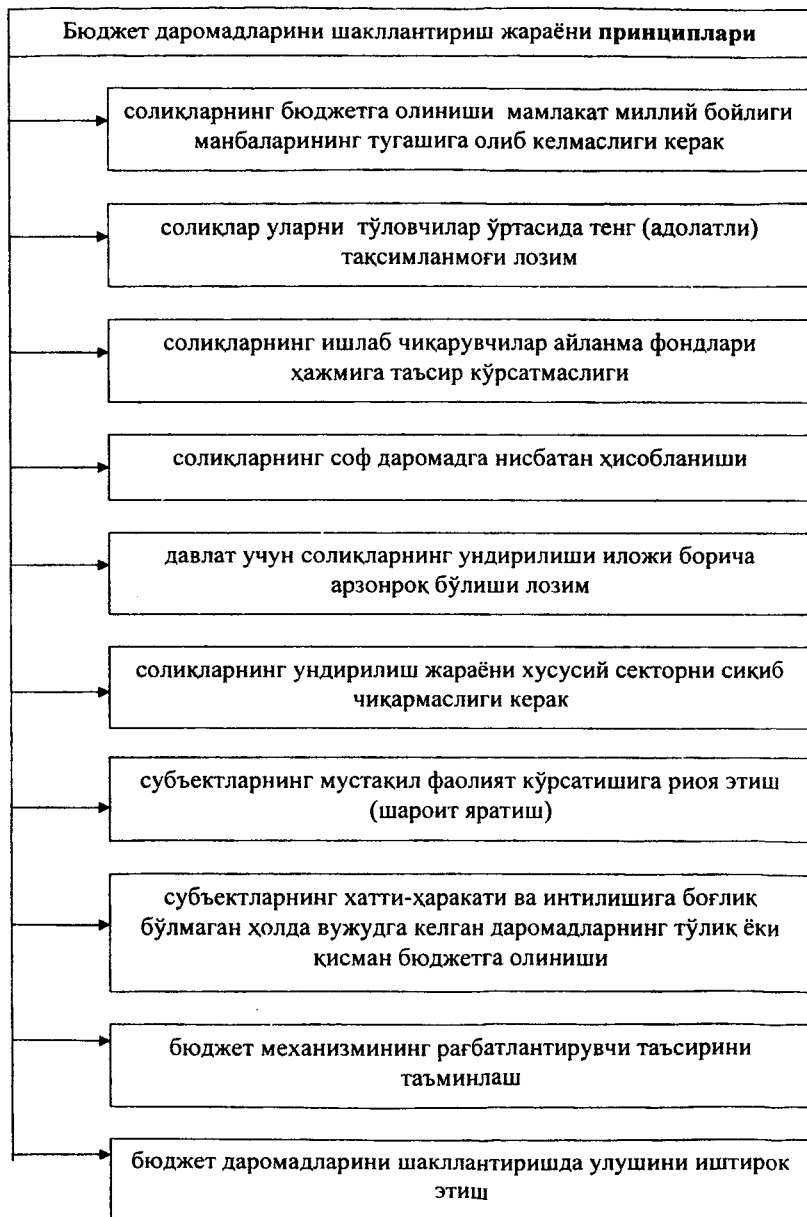 Бюджет даромадларини шакллантириш жараёни принциплари
солиқларнинг бюджетга олиниши мамлакат миллий бойлиги
манбаларининг тугашига олиб келмаслиги керак
солиқлар уларни тўловчилар ўртасида тенг (адолатли)
тақсимланмоғи лозим
солиқларнинг ишлаб чиқарувчилар айланма фондлари
ҳажмига таъсир кўрсатмаслиги
солиқларнинг соф даромадга нисбатан ҳисобланиши
давлат учун солиқларнинг ундирилиши иложи борича
арзонроқ бўлиши лозим
солиқларнинг ундирилиш жараёни хусусий секторни сиқиб
чиқармаслиги керак
субъектларнинг мустақил фаолият кўрсатишига риоя этиш
(шароит яратиш)
субъектларнинг хатти-ҳаракати ва интилишига боғлиқ
бўлмаган ҳолда вужудга келган даромадларнинг тўлиқ ёки
қисман бюджетга олиниши
бюджет механизмининг рағбатлантирувчи таъсирини
таъминлаш
бюджет даромадларини шакллантиришда улушини иштирок
этиш